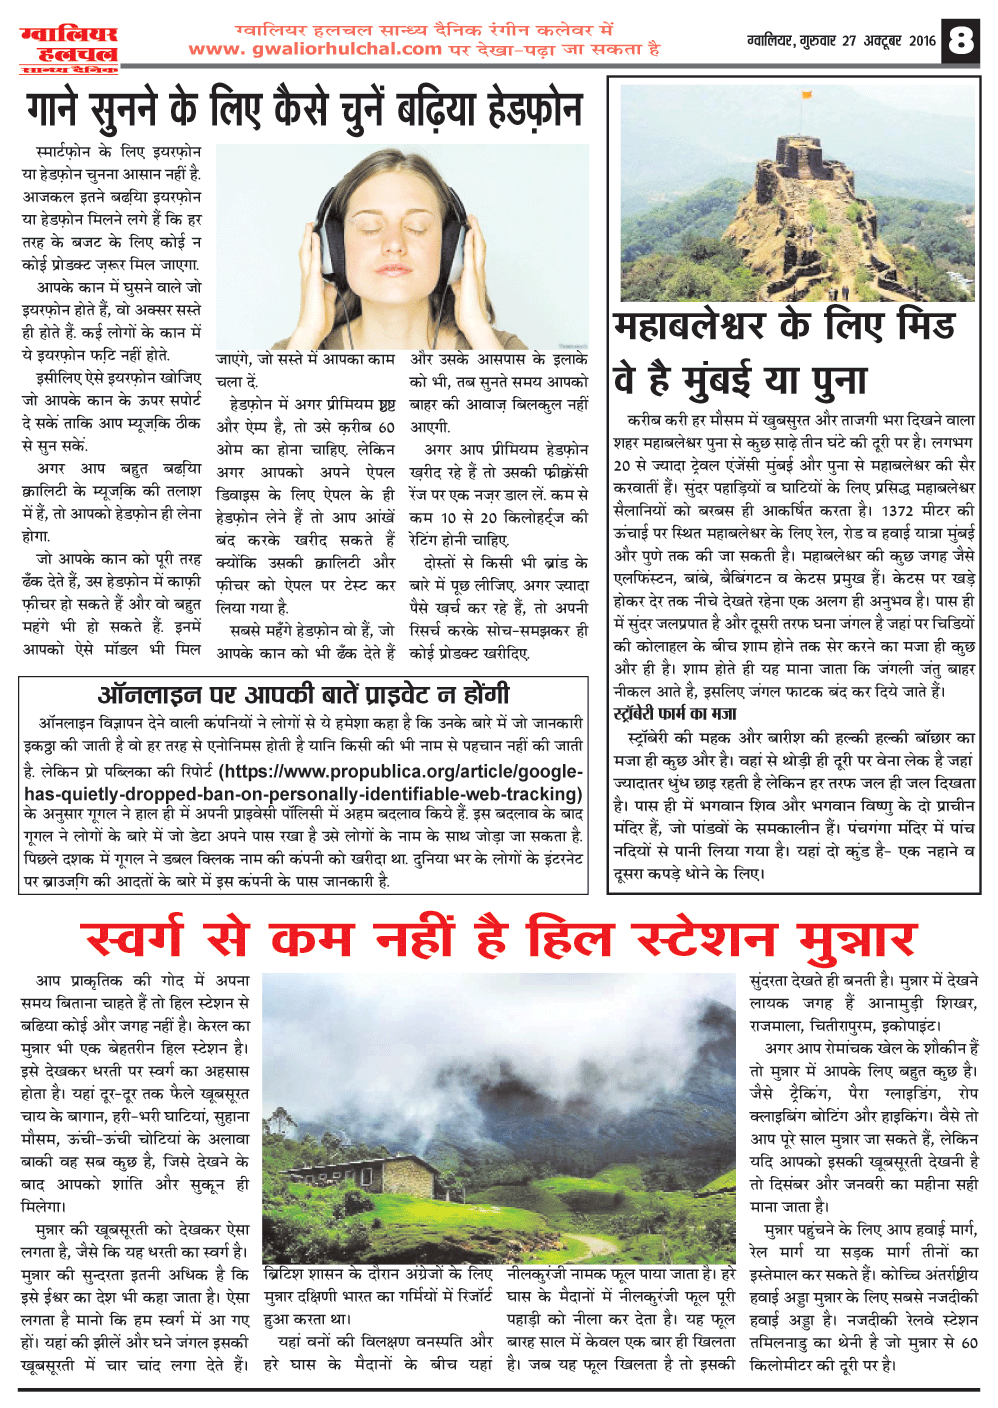 ग्वालियर
हलचल
सान्ध्य दैनिक
ग्वालियर हलचल सान्ध्य दैनिक रंगीन कलेवर में
www. gwaliorhulchal.com पर देखा-पढ़ा जा सकता है
ग्वालियर, गुरुवार 27 अक्टूबर 2016
8
गाने सुनने के लिए कैसे चुनें बढ़िया हेडफ़ोन
स्मार्टफ़ोन के लिए इयरफ़ोन
या हेडफ़ोन चुनना आसान नहीं है.
आजकल इतने बढय़िा इयरफ़ोन
या हेडफ़ोन मिलने लगे हैं कि हर
तरह के बजट के लिए कोई न
कोई प्रोडक्ट ज़रूर मिल जाएगा.
आपके कान में घुसने वाले जो
इयरफ़ोन होते हैं, वो अक्सर सस्ते
ही होते हैं. कई लोगों के कान में
ये इयरफ़ोन फि़ट नहीं होते.
इसीलिए ऐसे इयरफ़ोन खोजिए
जो आपके कान के ऊपर सपोर्ट
दे सकें ताकि आप म्यूजि़क ठीक
से सुन सकें.
अगर आप बहुत बढय़िा
क़्वालिटी के म्यूजि़क की तलाश
में हैं, तो आपको हेडफ़ोन ही लेना
होगा.
जो आपके कान को पूरी तरह
ढँक देते हैं, उस हेडफ़ोन में काफ़ी
फ़ीचर हो सकते हैं और वो बहुत
महंगे भी हो सकते हैं. इनमें
आपको ऐसे मॉडल भी मिल
जाएंगे, जो सस्ते में आपका काम
चला दें.
हेडफ़ोन में अगर प्रीमियम
और ऐम्प है, तो उसे क़रीब 60
ओम का होना चाहिए. लेकिन
अगर आपको अपने ऐपल
डिवाइस के लिए ऐपल के ही
हेडफ़ोन लेने हैं तो आप आंखें
बंद करके खरीद सकते हैं
क्योंकि उसकी क़्वालिटी और
फ़ीचर को ऐपल पर टेस्ट कर
लिया गया है.
सबसे महँगे हेडफ़ोन वो हैं, जो
आपके कान को भी ढँक देते हैं
और उसके आसपास के इलाके
को भी, तब सुनते समय आपको
बाहर की आवाज़ बिलकुल नहीं
आएगी.
अगर आप प्रीमियम हेडफ़ोन
ख़रीद रहे हैं तो उसकी फ्रीक्रेंसी
रेंज पर एक नज़र डाल लें. कम से
कम 10 से 20 किलोहर्ट्ज की
रेटिंग होनी चाहिए.
दोस्तों से किसी भी ब्रांड के
बारे में पूछ लीजिए. अगर ज़्यादा
पैसे ख़र्च कर रहे हैं, तो अपनी
रिसर्च करके सोच-समझकर ही
कोई प्रोडक्ट खरीदिए.
ऑनलाइन पर आपकी बातें प्राइवेट न होंगी
ऑनलाइन विज्ञापन देने वाली कंपनियों ने लोगों से ये हमेशा कहा है कि उनके बारे में जो जानकारी
इकठ्ठा की जाती है वो हर तरह से एनोनिमस होती है यानि किसी की भी नाम से पहचान नहीं की जाती
है. लेकिन प्रो पब्लिका की रिपोर्ट (https://www.propublica.org/article/google-
has-quietly-dropped-ban-on-personally-identifiable-web-tracking)
के अनुसार गूगल ने हाल ही में अपनी प्राइवेसी पॉलिसी में अहम बदलाव किये हैं. इस बदलाव के बाद
गूगल ने लोगों के बारे में जो डेटा अपने पास रखा है उसे लोगों के नाम के साथ जोड़ा जा सकता है.
पिछले दशक में गूगल ने डबल क्लिक नाम की कंपनी को खरीदा था. दुनिया भर के लोगों के इंटरनेट
पर ब्राउजि़ग की आदतों के बारे में इस कंपनी के पास जानकारी है.
महाबलेश्वर के लिए मिड
वे है मुंबई या पुना
करीब करी हर मौसम में खुबसुरत और ताजगी भरा दिखने वाला
शहर महाबलेश्वर पुना से कुछ साढ़े तीन घंटे की दूरी पर है। लगभग
20 से ज्यादा ट्रेवल एंजेंसी मुंबई और पुना से महाबलेश्वर की सैर
करवातीं हैं। सुंदर पहाड़ियों व घाटियों के लिए प्रसिद्ध महाबलेश्वर
सैलानियों को बरबस ही आकर्षित करता है। 1372 मीटर की
ऊंचाई पर स्थित महाबलेश्वर के लिए रेल, रोड व हवाई यात्रा मुंबई
और पुणे तक की जा सकती है। महाबलेश्वर की कुछ जगह जैसे
एलफिंस्टन, बांबे, बैबिंगटन व केटस प्रमुख हैं। केटस पर खड़े
होकर देर तक नीचे देखते रहेना एक अलग ही अनुभव है। पास ही
में सुंदर जलप्रपात है और दूसरी तरफ घना जंगल है जहां पर चिडियों
की कोलाहल के बीच शाम होने तक सेर करने का मजा ही कुछ
और ही है। शाम होते ही यह माना जाता कि जंगली जंतु बाहर
नीकल आते है, इसलिए जंगल फाटक बंद कर दिये जाते हैं।
स्ट्रॉबेरी फार्म का मजा
स्ट्रॉबेरी की महक और बारीश की हल्की हल्की बॉछार का
मजा ही कुछ और है। वहां से थोड़ी ही दूरी पर वेना लेक है जहां
ज्यादातर धुंध छाइ रहती है लेकिन हर तरफ जल ही जल दिखता
है। पास ही में भगवान शिव और भगवान विष्णु के दो प्राचीन
मंदिर हैं, जो पांडवों के समकालीन हैं। पंचगंगा मंदिर में पांच
नदियों से पानी लिया गया है। यहां दो कुंड है- एक नहाने व
दूसरा कपड़े धोने के लिए।
स्वर्ग से कम नहीं है हिल स्टेशन मुन्नार
आप प्राकृतिक की गोद में अपना
समय बिताना चाहते हैं तो हिल स्टेशन से
बढिया कोई और जगह नहीं है। केरल का
मुन्नार भी एक बेहतरीन हिल स्टेशन है।
इसे देखकर धरती पर स्वर्ग का अहसास
होता है। यहां दूर-दूर तक फैले खूबसूरत
चाय के बागान, हरी-भरी घाटियां, सुहाना
मौसम, ऊंची-ऊंची चोटियां के अलावा
बाकी वह सब कुछ है, जिसे देखने के
बाद आपको शांति और सुकून ही
मिलेगा।
मुन्नार की खूबसूरती को देखकर ऐसा
लगता है, जैसे कि यह धरती का स्वर्ग है।
मुन्नार की सुन्दरता इतनी अधिक है कि
इसे ईश्वर का देश भी कहा जाता है। ऐसा
लगता है मानो कि हम स्वर्ग में आ गए
हों। यहां की झीलें और घने जंगल इसकी
खूबसूरती में चार चांद लगा देते हैं।
ब्रिटिश शासन के दौरान अंग्रेजों के लिए
मुन्नार दक्षिणी भारत का गर्मियों में रिजॉर्ट
हुआ करता था।
यहां वनों की विलक्षण वनस्पति और
हरे घास के मैदानों के बीच यहां
नीलकुरंजी नामक फूल पाया जाता है। हरे
घास के मैदानों में नीलकुरंजी फूल पूरी
पहाड़ी को नीला कर देता है। यह फूल
बारह साल में केवल एक बार ही खिलता
है। जब यह फूल खिलता है तो इसकी
सुंदरता देखते ही बनती है। मुन्नार में देखने
लायक जगह हैं आनामुड़ी शिखर,
राजमाला, चितीरापुरम, इकोपाइंट।
अगर आप रोमांचक खेल के शौकीन हैं
तो मुन्नार में आपके लिए बहुत कुछ है।
जैसे ट्रैकिंग, पैरा ग्लाइडिंग, रोप
क्लाइबिंग बोटिंग और हाइकिंग। वैसे तो
आप पूरे साल मुन्नार जा सकते हैं, लेकिन
यदि आपको इसकी खूबसूरती देखनी है
तो दिसंबर और जनवरी का महीना सही
माना जाता है।
मुन्नार पहुंचने के लिए आप हवाई मार्ग,
रेल मार्ग या सड़क मार्ग तीनों का
इस्तेमाल कर सकते हैं। कोच्चि अंतर्राष्ट्रीय
हवाई अड्डा मुन्नार के लिए सबसे नजदीकी
हवाई अड्डा है। नजदीकी रेलवे स्टेशन
तमिलनाडु का थेनी है जो मुन्नार से 60
किलोमीटर की दूरी पर है।